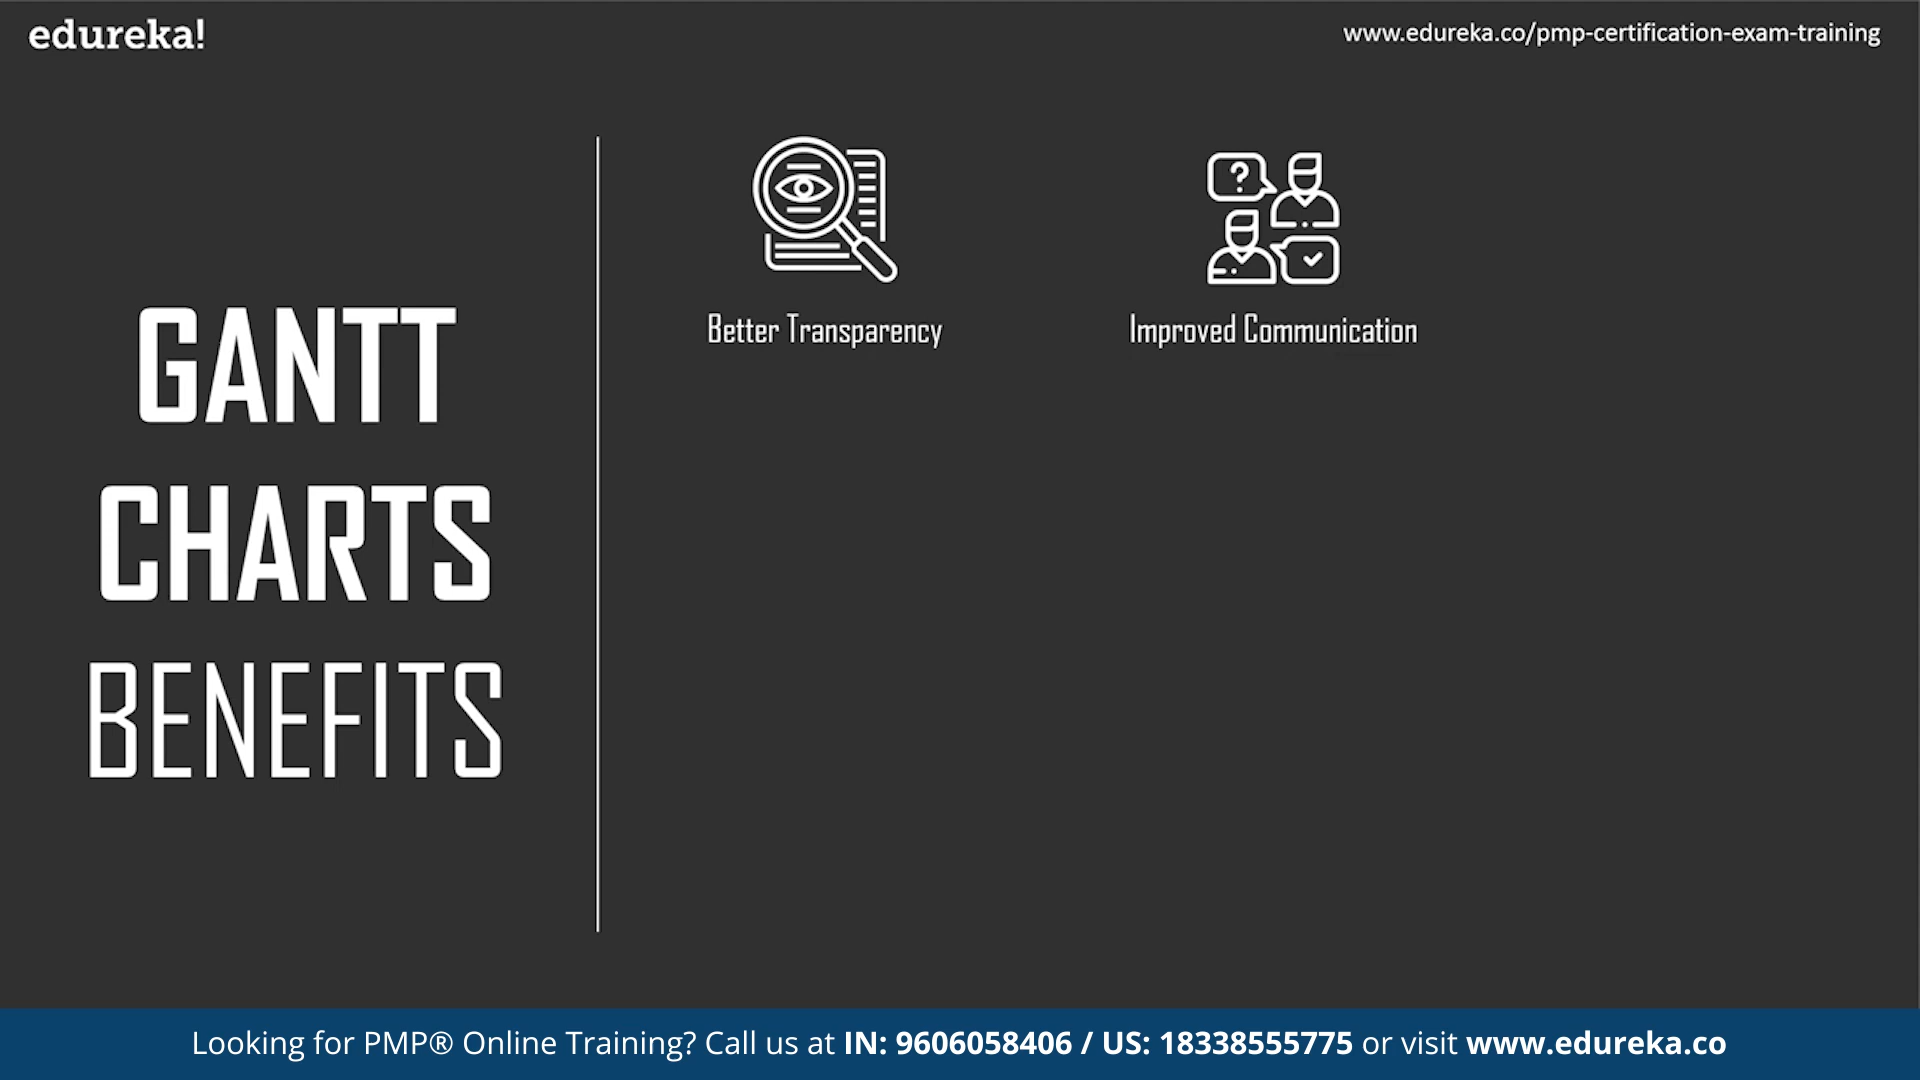 edureka!
www.edureka.co/pmp-certification-exam-training
GANTT
CHARTS
BENEFITS
?
Better Transparency
Improved Communication
Looking for PMP® Online Training? Call us at IN: 9606058406 / US: 18338555775 or visit www.edureka.co